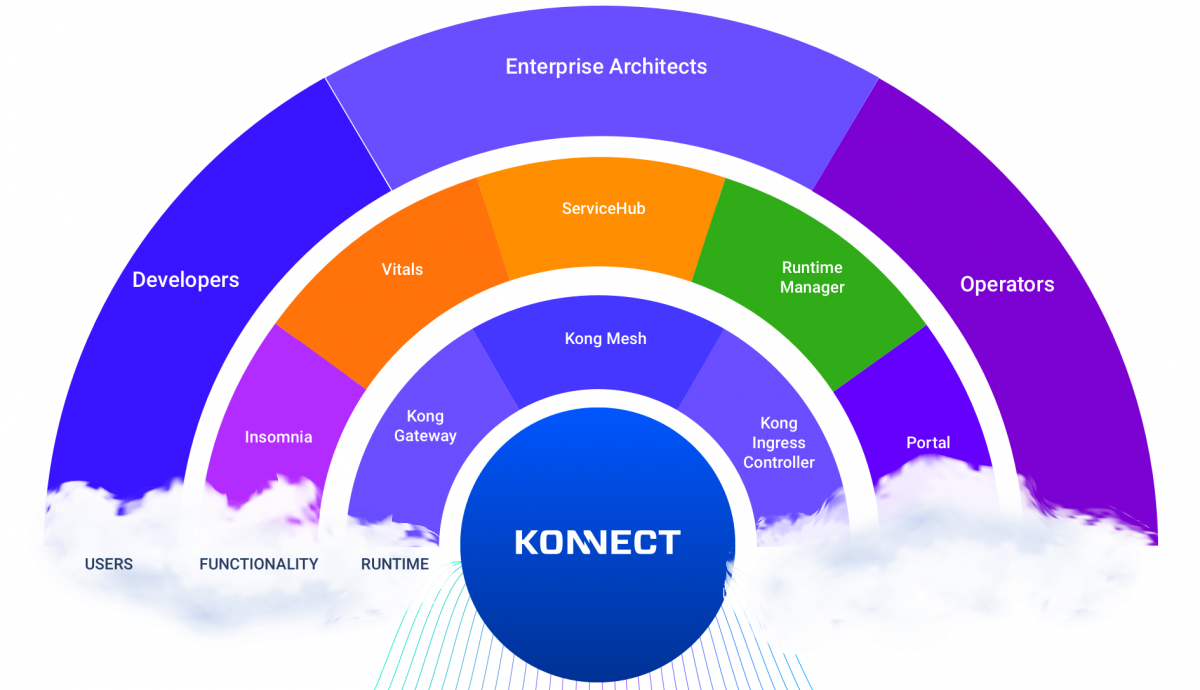 Enterprise Architects
Developers
Operators
ServiceHub
Vitals
Runtime
Manager
Insomnia
Portal
Kong Mesh
Kong
Gateway
Kong
Ingress
Controller
KONNECT
USERS
FUNCTIONALITY
RUNTIME